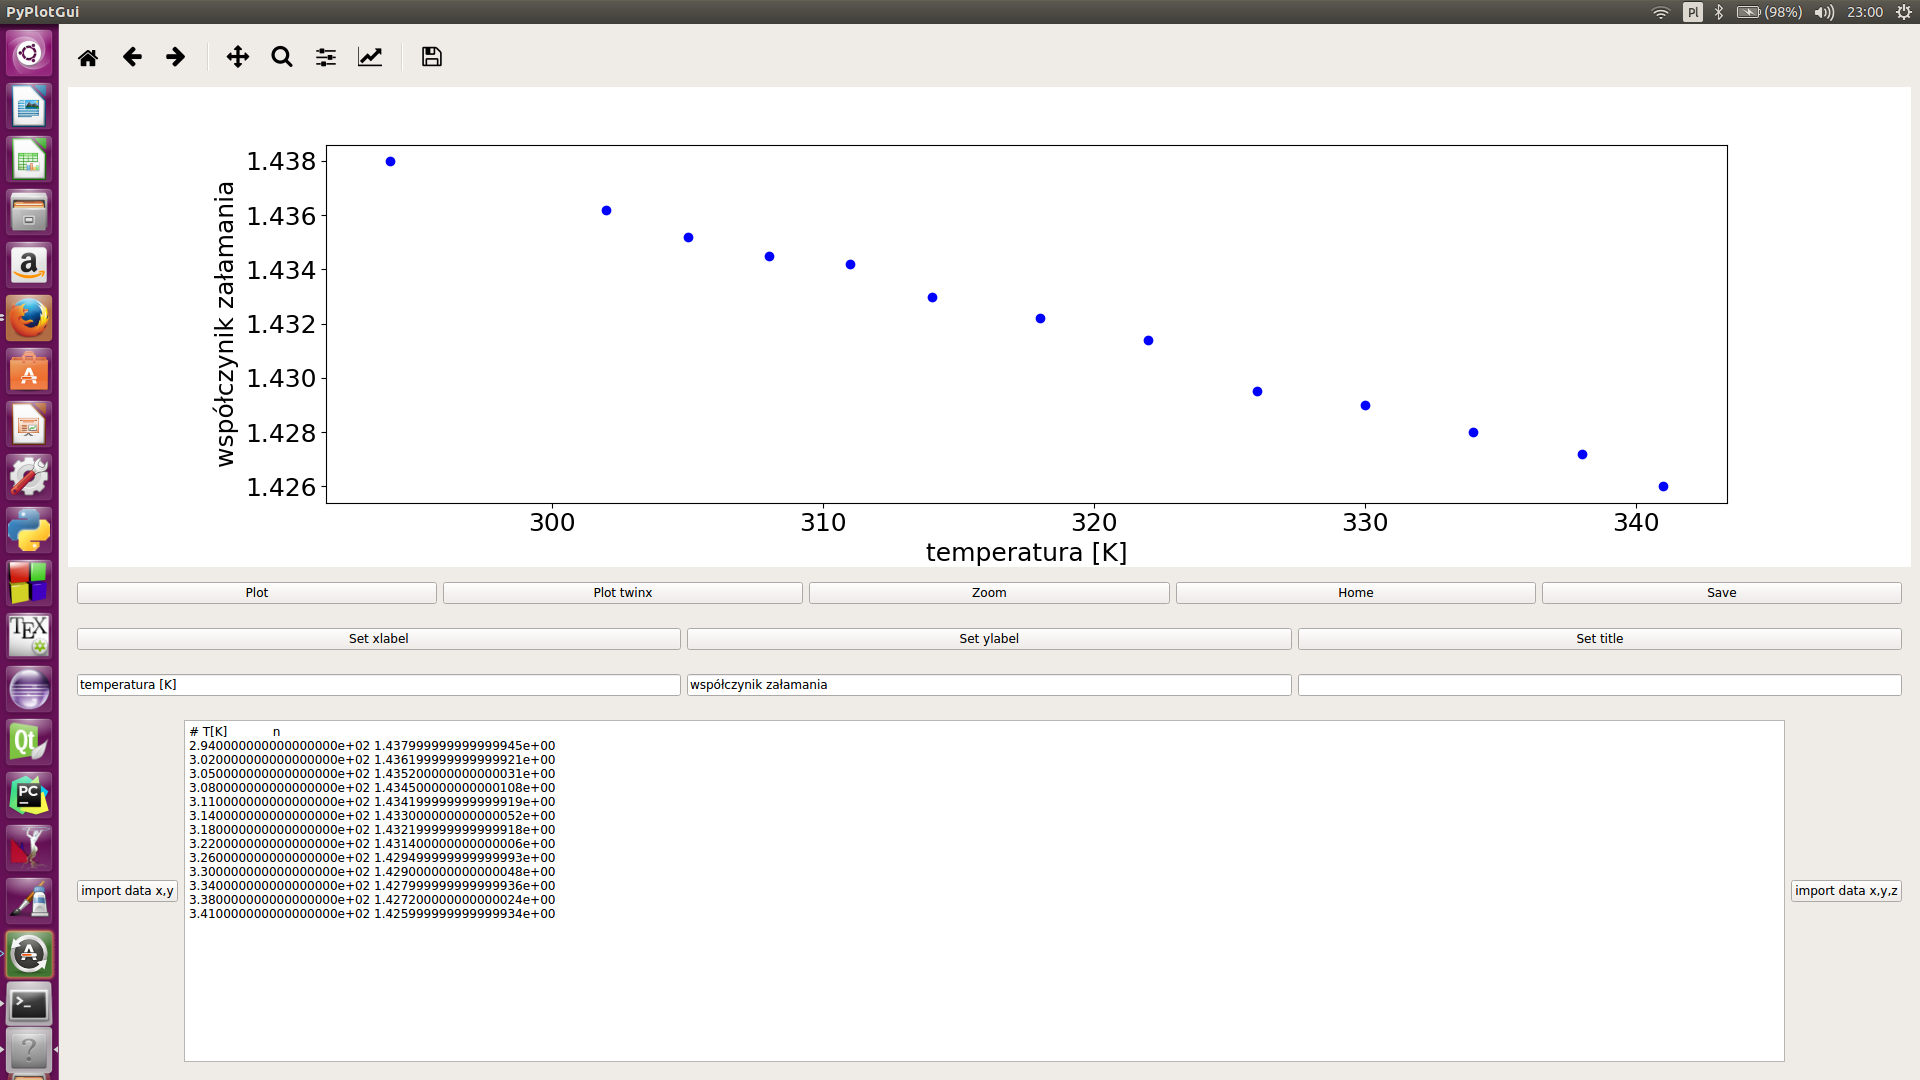 PyPlotGui
Pl
(98%)
23:00
1.438
1.436
1.434
1.432
1.430
1.428
1.426
współczynnik załamania
300 310 320 330 340
temperatura [K]
Plot Plot twinx Zoom Home Save
Set xlabel Set ylabel Set title
temperatura [K] współczynik załamania
# T[K] n
2.940000000000000000e+02 1.437999999999999945e+00
3.020000000000000000e+02 1.436199999999999921e+00
3.050000000000000000e+02 1.435200000000000031e+00
3.080000000000000000e+02 1.434500000000000108e+00
3.110000000000000000e+02 1.434199999999999919e+00
3.140000000000000000e+02 1.433000000000000052e+00
3.180000000000000000e+02 1.432199999999999918e+00
3.220000000000000000e+02 1.431400000000000006e+00
3.260000000000000000e+02 1.429499999999999993e+00
3.300000000000000000e+02 1.429000000000000048e+00
3.340000000000000000e+02 1.427999999999999936e+00
3.380000000000000000e+02 1.427200000000000024e+00
3.410000000000000000e+02 1.425999999999999934e+00
import data x,y
import data x,y,z
a
TEX
Qt
PC
>_
?